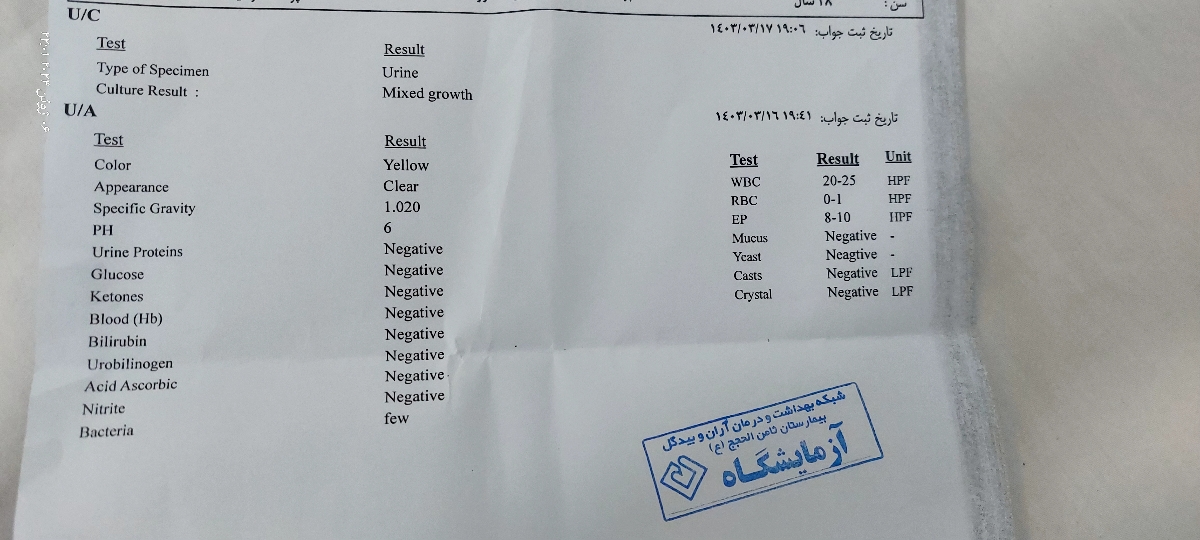 سن : ۱۸ سال
U/C
تاریخ ثبت جواب: ۱۹:۰۶ ۱۴۰۳/۰۳/۱۷
Test Result
Type of Specimen Urine
Culture Result : Mixed growth
U/A
تاریخ ثبت جواب: ۱۹:٤۱ ۱۴۰۳/۰۳/۱۶
Test Result
Color Yellow
Appearance Clear
Specific Gravity 1.020
PH 6
Urine Proteins Negative
Glucose Negative
Ketones Negative
Blood (Hb) Negative
Bilirubin Negative
Urobilinogen Negative
Acid Ascorbic Negative
Nitrite Negative
Bacteria few
Test Result Unit
WBC 20-25 HPF
RBC 0-1 HPF
EP 8-10 HPF
Mucus Negative -
Yeast Neagtive -
Casts Negative LPF
Crystal Negative LPF
شبکه بهداشت و درمان آران و بیدگل
بیمارستان ثامن الحجج (ع)
آزمایشگاه